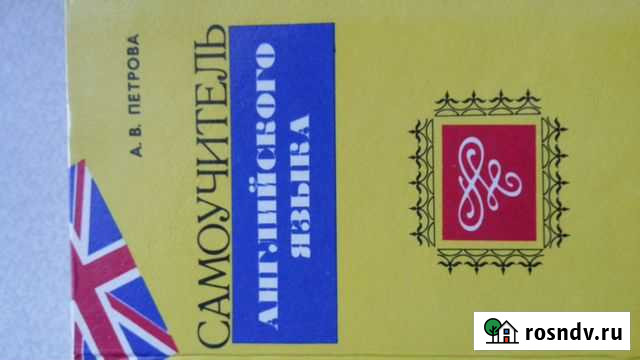 А. В. ПЕТРОВА
САМОУЧИТЕЛЬ
АНГЛИЙСКОГО
ЯЗЫКА
rosndv.ru